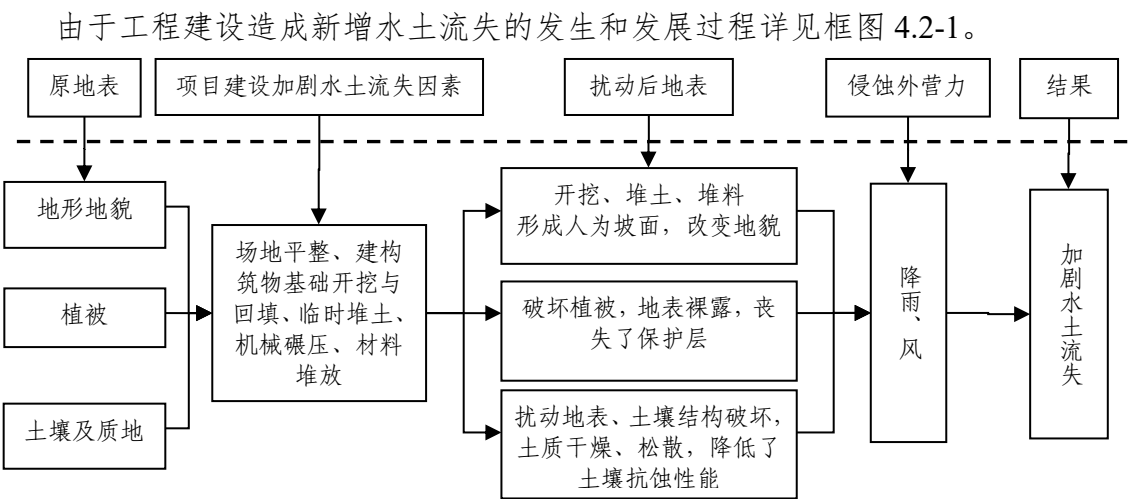 由于工程建设造成新增水土流失的发生和发展过程详见框图 4.2-1。
原地表
项目建设加剧水土流失因素
扰动后地表
侵蚀外营力
结果
地形地貌
植被
土壤及质地
场地平整、建构
筑物基础开挖与
回填、临时堆土、
机械碾压、材料
堆放
开挖、堆土、堆料
形成人为坡面，改变地貌
破坏植被，地表裸露，丧
失了保护层
扰动地表、土壤结构破坏，
土质干燥、松散，降低了
土壤抗蚀性能
降雨、风
加剧水土流失